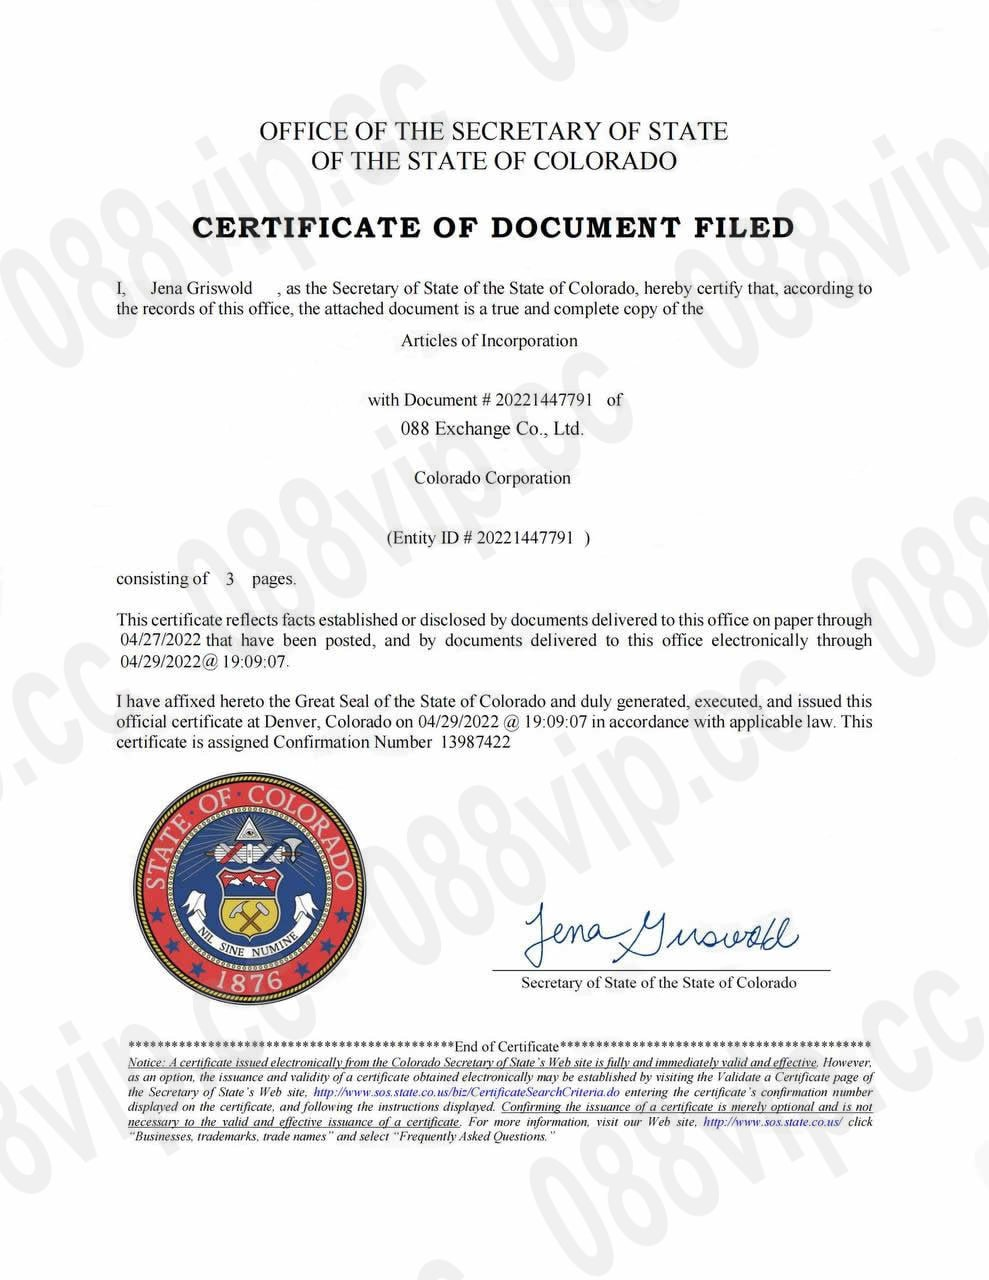 OFFICE OF THE SECRETARY OF STATE
OF THE STATE OF COLORADO
CERTIFICATE OF DOCUMENT FILED
I, Jena Griswold , as the Secretary of State of the State of Colorado, hereby certify that, according to
the records of this office, the attached document is a true and complete copy of the
Articles of Incorporation
with Document # 20221447791 of
088 Exchange Co., Ltd.
Colorado Corporation
(Entity ID # 20221447791 )
consisting of 3 pages.
This certificate reflects facts established or disclosed by documents delivered to this office on paper through
04/27/2022 that have been posted, and by documents delivered to this office electronically through
04/29/2022@ 19:09:07.
I have affixed hereto the Great Seal of the State of Colorado and duly generated, executed, and issued this
official certificate at Denver, Colorado on 04/29/2022 @ 19:09:07 in accordance with applicable law. This
certificate is assigned Confirmation Number 13987422
STATE OF COLORADO
NIL SINE NUMINE
1876
Jena Griswold
Secretary of State of the State of Colorado
*********************************************End of Certificate*******************************************
Notice: A certificate issued electronically from the Colorado Secretary of State's Web site is fully and immediately valid and effective. However,
as an option, the issuance and validity of a certificate obtained electronically may be established by visiting the Validate a Certificate page of
the Secretary of State's Web site, http://www.sos.state.co.us/biz/CertificateSearchCriteria.do entering the certificate's confirmation number
displayed on the certificate, and following the instructions displayed. Confirming the issuance of a certificate is merely optional and is not
necessary to the valid and effective issuance of a certificate. For more information, visit our Web site, http://www.sos.state.co.us/ click
"Businesses, trademarks, trade names" and select "Frequently Asked Questions."
088vip.cc
088vip.cc
088vip.cc
088vip.cc
088vip.cc
088vip.cc